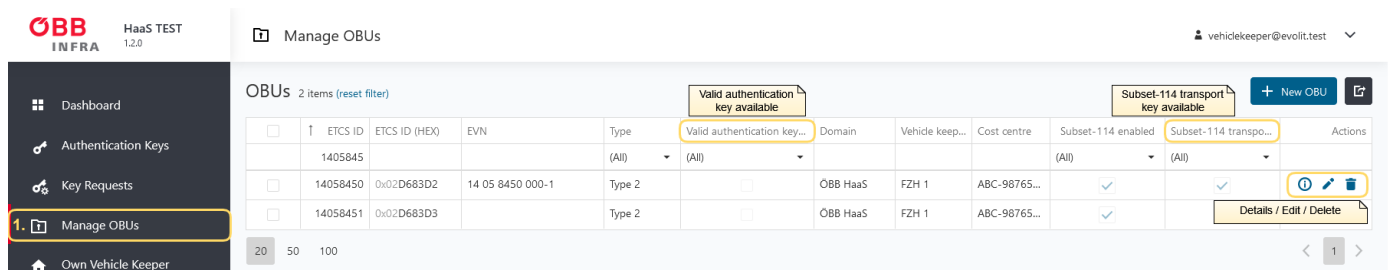 ÖBB
INFRA
HaaS TEST
1.2.0
Manage OBUs
vehiclekeeper@evolit.test
Dashboard
Authentication Keys
Key Requests
1. Manage OBUs
Own Vehicle Keeper
OBUs 2 items (reset filter)
Valid authentication
key available
Subset-114 transport
key available
+ New OBU
↑ ETCS ID ETCS ID (HEX) EVN Type Valid authentication key... Domain Vehicle keep... Cost centre Subset-114 enabled Subset-114 transpo... Actions
1405845 (All) (All) (All) (All)
14058450 0x02D683D2 14 05 8450 000-1 Type 2 ÖBB HaaS FZH 1 ABC-98765...
14058451 0x02D683D3 Type 2 ÖBB HaaS FZH 1 ABC-98765...
Details / Edit / Delete
20 50 100
< 1 >